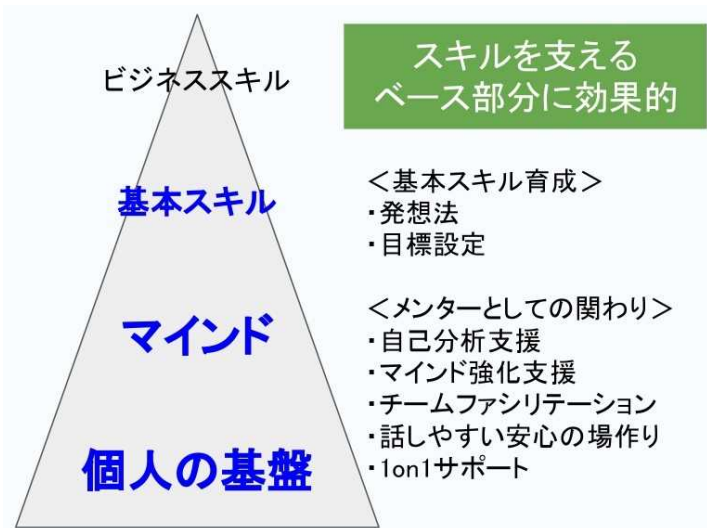 ビジネススキル
基本スキル
マインド
個人の基盤
スキルを支える
ベース部分に効果的
＜基本スキル育成＞
・発想法
・目標設定
＜メンターとしての関わり＞
・自己分析支援
・マインド強化支援
・チームファシリテーション
・話しやすい安心の場作り
・1on1サポート